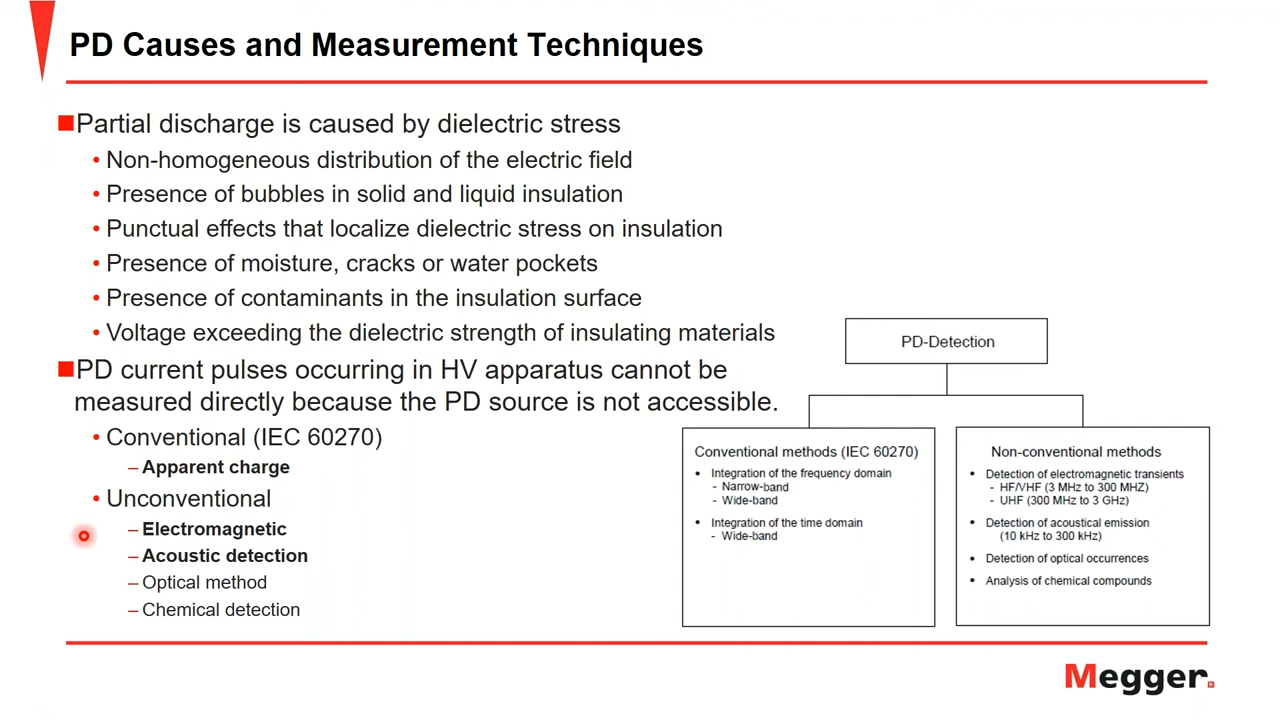 PD Causes and Measurement Techniques
Partial discharge is caused by dielectric stress
• Non-homogeneous distribution of the electric field
• Presence of bubbles in solid and liquid insulation
• Punctual effects that localize dielectric stress on insulation
• Presence of moisture, cracks or water pockets
• Presence of contaminants in the insulation surface
• Voltage exceeding the dielectric strength of insulating materials
PD current pulses occurring in HV apparatus cannot be
measured directly because the PD source is not accessible.
• Conventional (IEC 60270)
– Apparent charge
• Unconventional
– Electromagnetic
– Acoustic detection
– Optical method
– Chemical detection
PD-Detection
Conventional methods (IEC 60270)
• Integration of the frequency domain
- Narrow-band
- Wide-band
• Integration of the time domain
- Wide-band
Non-conventional methods
• Detection of electromagnetic transients
- HF/VHF (3 MHz to 300 MHZ)
- UHF (300 MHz to 3 GHz)
• Detection of acoustical emission
(10 kHz to 300 kHz)
• Detection of optical occurrences
• Analysis of chemical compounds
Megger.